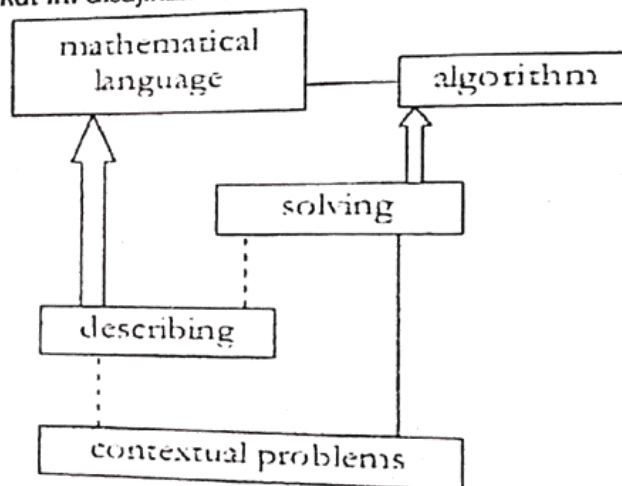 mathematical
language
algorithm
solving
describing
contextual problems